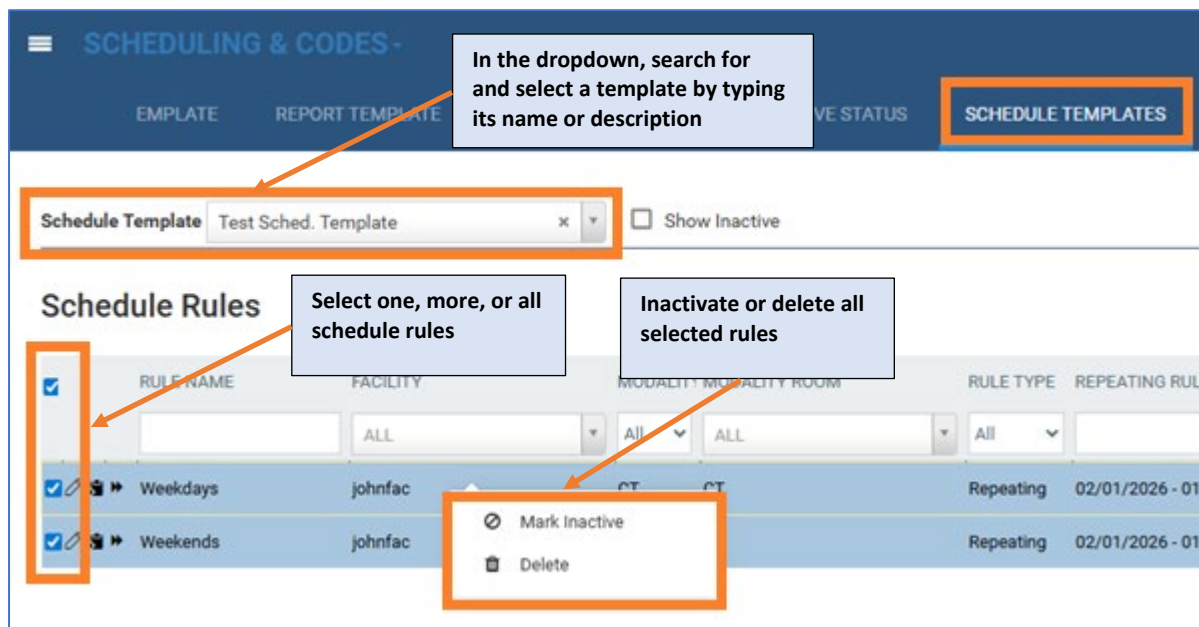 SCHEDULING & CODES
In the dropdown, search for
and select a template by typing
its name or description
EMPLATE REPORT TEMPLATE VE STATUS SCHEDULE TEMPLATES
Schedule Template Test Sched. Template × Show Inactive
Schedule Rules
Select one, more, or all
schedule rules
Inactivate or delete all
selected rules
RULE NAME FACILITY MODALITY MODALITY ROOM RULE TYPE REPEATING RUL
ALL All ALL All
Weekdays johnfac CT CT Repeating 02/01/2026 - 01
Mark Inactive
Weekends johnfac Repeating 02/01/2026 - 01
Delete